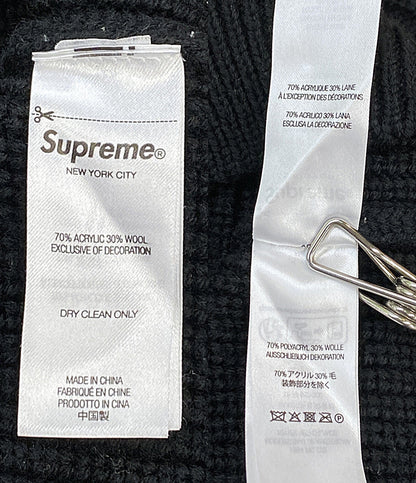 Supreme®
NEW YORK CITY
70% ACRYLIC 30% WOOL
EXCLUSIVE OF DECORATION
DRY CLEAN ONLY
MADE IN CHINA
FABRIQUÉ EN CHINE
PRODOTTO IN CINA
中国製
70% ACRYLIQUE 30% LAINE
À L'EXCEPTION DES DÉCORATIONS
70% ACRILICO 30% LANA
ESCLUSA LA DECORAZIONE
70% POLYACRYL 30% WOLLE
AUSSCHLIEßLICH DEKORATION
70% アクリル 30% 毛
装飾部分を除く